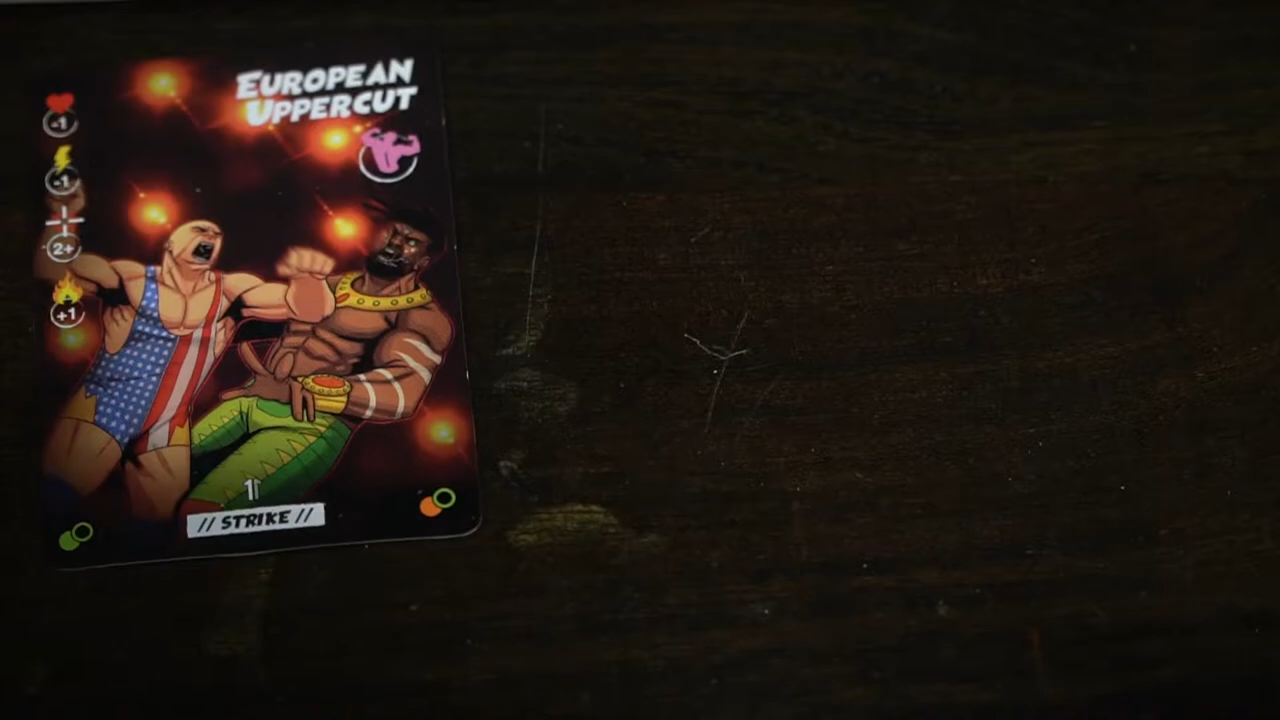 EUROPEAN
UPPERCUT
-1
-1
2+
+1
// STRIKE //